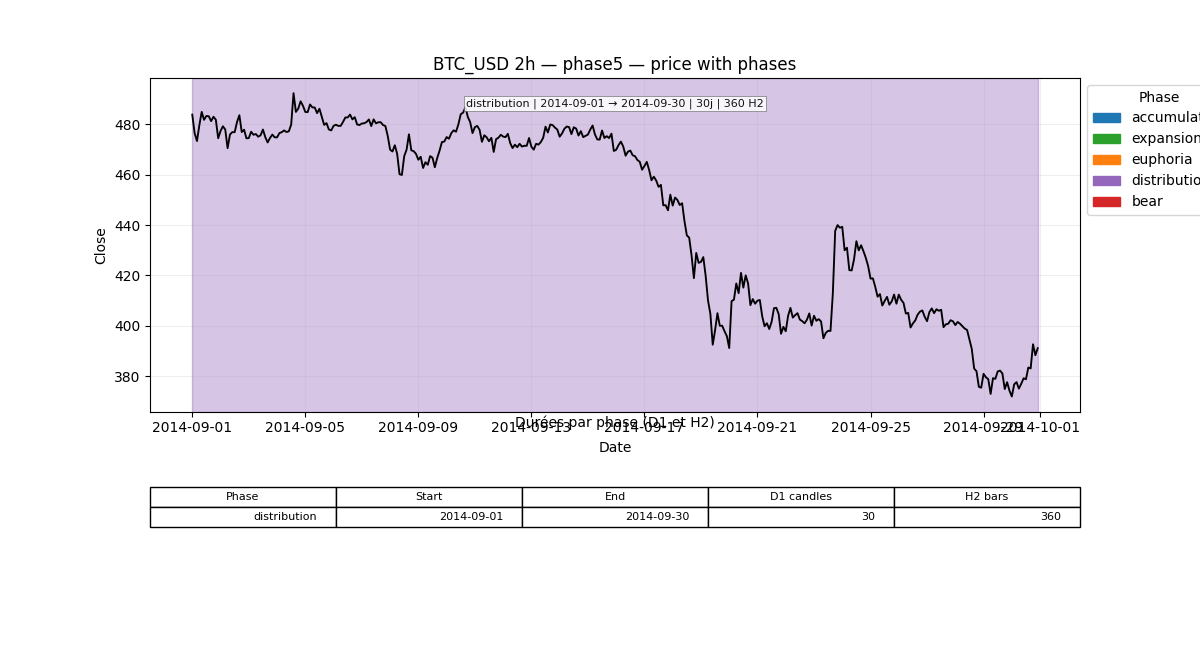 BTC_USD 2h — phase5 — price with phases
distribution | 2014-09-01 → 2014-09-30 | 30j | 360 H2
Phase
accumulat
expansion
euphoria
distributio
bear
Close
480
460
440
420
400
380
2014-09-01 2014-09-05 2014-09-09 2014-09-13 2014-09-17 2014-09-21 2014-09-25 2014-09-29 2014-10-01
Durées par phase (D1 et H2)
Date
Phase Start End D1 candles H2 bars
distribution 2014-09-01 2014-09-30 30 360